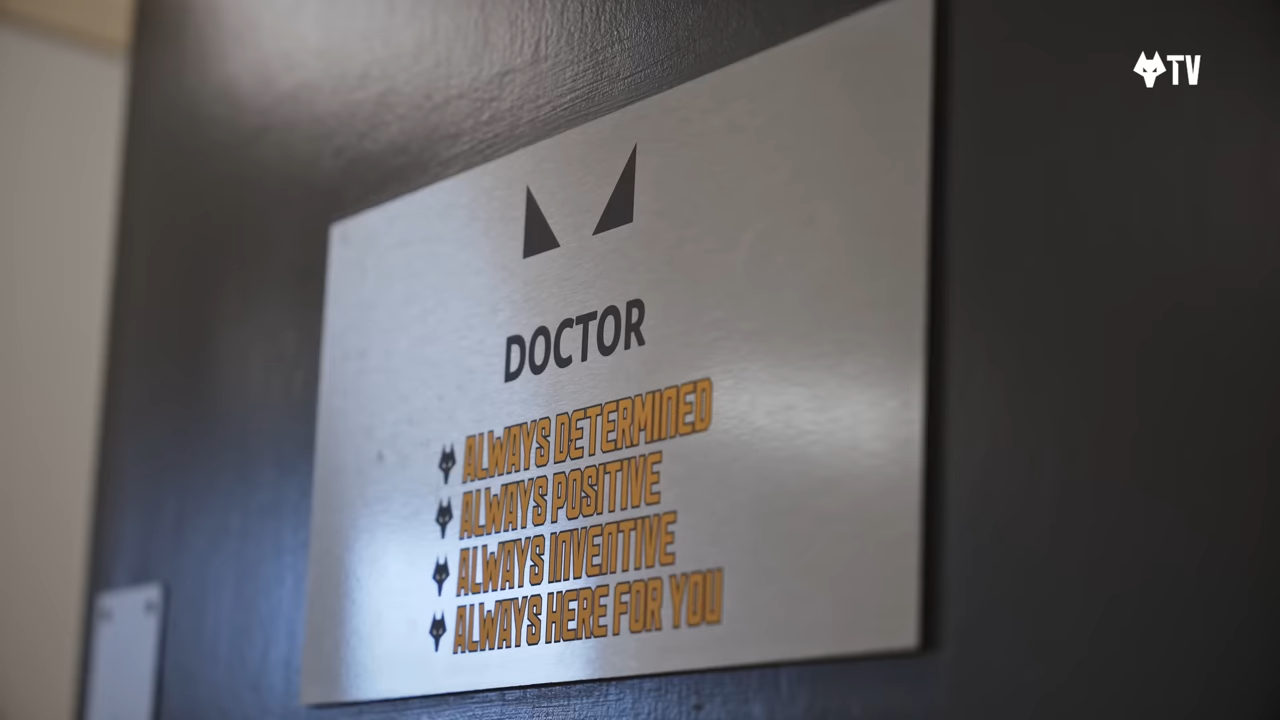 TV
DOCTOR
ALWAYS DETERMINED
ALWAYS POSITIVE
ALWAYS INVENTIVE
ALWAYS HERE FOR YOU